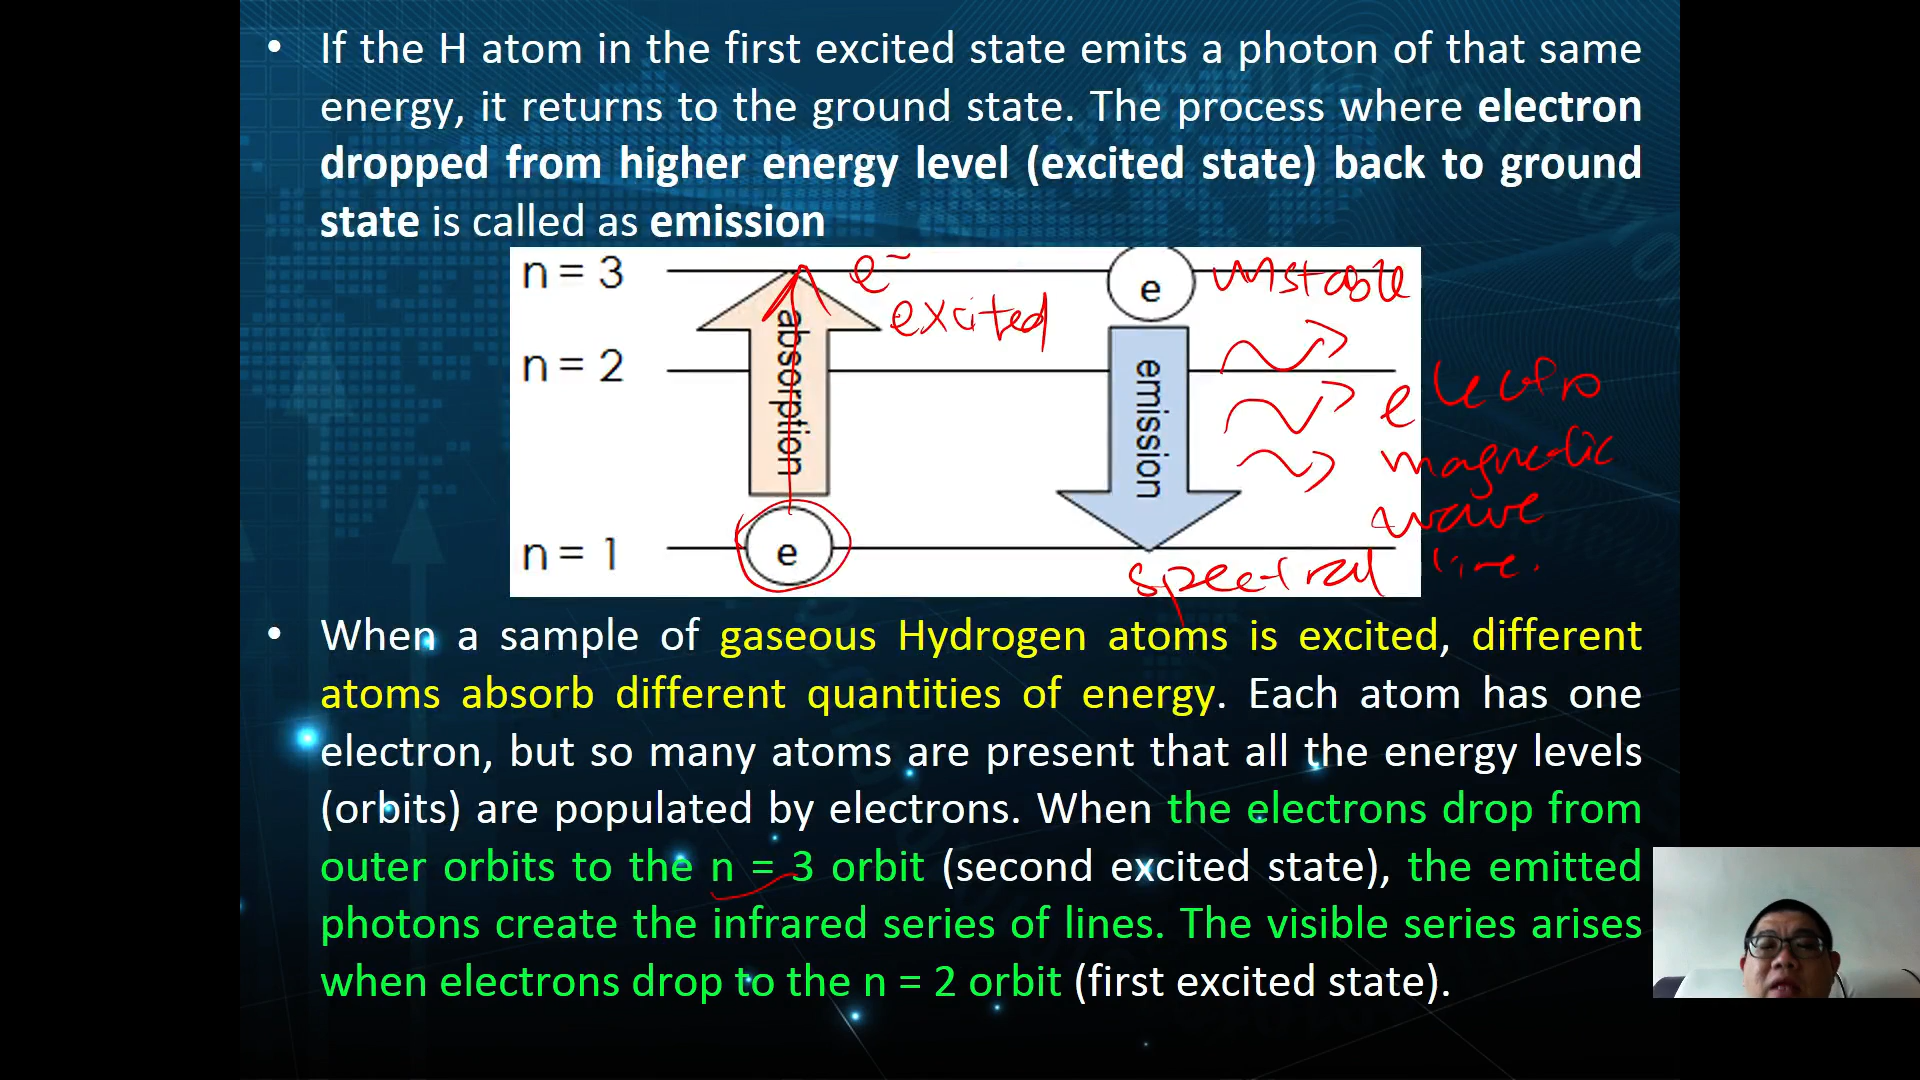 • If the H atom in the first excited state emits a photon of that same
energy, it returns to the ground state. The process where electron
dropped from higher energy level (excited state) back to ground
state is called as emission
n = 3
e⁻
e
unstable
absorption
excited
n = 2
emission
electro
magnetic
wave
n = 1
e
spectral line.
• When a sample of gaseous Hydrogen atoms is excited, different
atoms absorb different quantities of energy. Each atom has one
electron, but so many atoms are present that all the energy levels
(orbits) are populated by electrons. When the electrons drop from
outer orbits to the n = 3 orbit (second excited state), the emitted
photons create the infrared series of lines. The visible series arises
when electrons drop to the n = 2 orbit (first excited state).